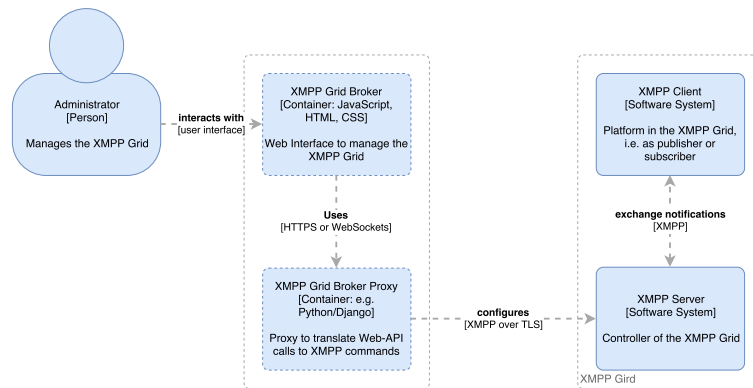 Administrator
[Person]
Manages the XMPP Grid
interacts with
[user interface]
XMPP Grid Broker
[Container: JavaScript,
HTML, CSS]
Web Interface to manage the
XMPP Grid
Uses
[HTTPS or WebSockets]
XMPP Grid Broker Proxy
[Container: e.g.
Python/Django]
Proxy to translate Web-API
calls to XMPP commands
configures
[XMPP over TLS]
XMPP Client
[Software System]
Platform in the XMPP Grid,
i.e. as publisher or
subscriber
exchange notifications
[XMPP]
XMPP Server
[Software System]
Controller of the XMPP Grid
XMPP Gird